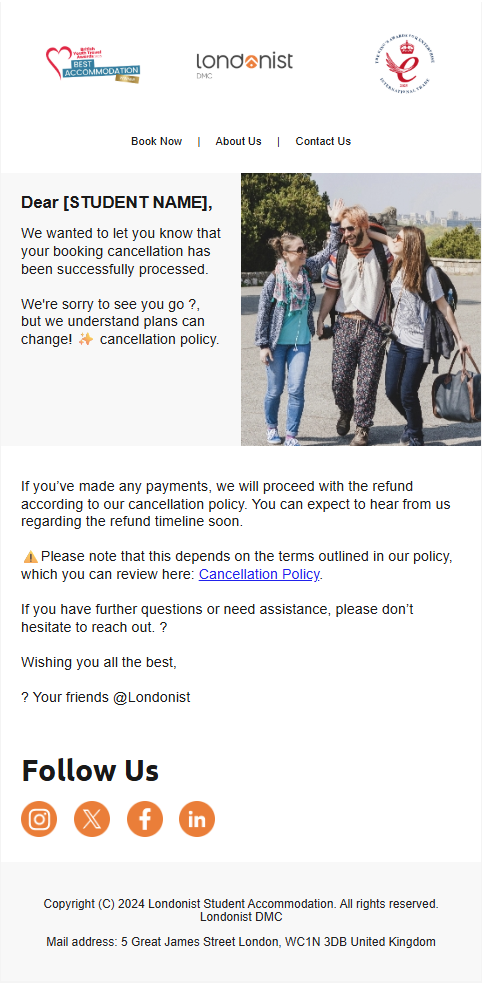 British
Youth Travel
Awards
BEST
ACCOMMODATION
londonist
DMC
THE KING'S AWARDS FOR ENTERPRISE
INTERNATIONAL TRADE
Book Now | About Us | Contact Us
Dear [STUDENT NAME],
We wanted to let you know that
your booking cancellation has
been successfully processed.
We're sorry to see you go ?,
but we understand plans can
change! ✨ cancellation policy.
If you’ve made any payments, we will proceed with the refund
according to our cancellation policy. You can expect to hear from us
regarding the refund timeline soon.
⚠️Please note that this depends on the terms outlined in our policy,
which you can review here: Cancellation Policy.
If you have further questions or need assistance, please don’t
hesitate to reach out. ?
Wishing you all the best,
? Your friends @Londonist
Follow Us
Copyright (C) 2024 Londonist Student Accommodation. All rights reserved.
Londonist DMC
Mail address: 5 Great James Street London, WC1N 3DB United Kingdom